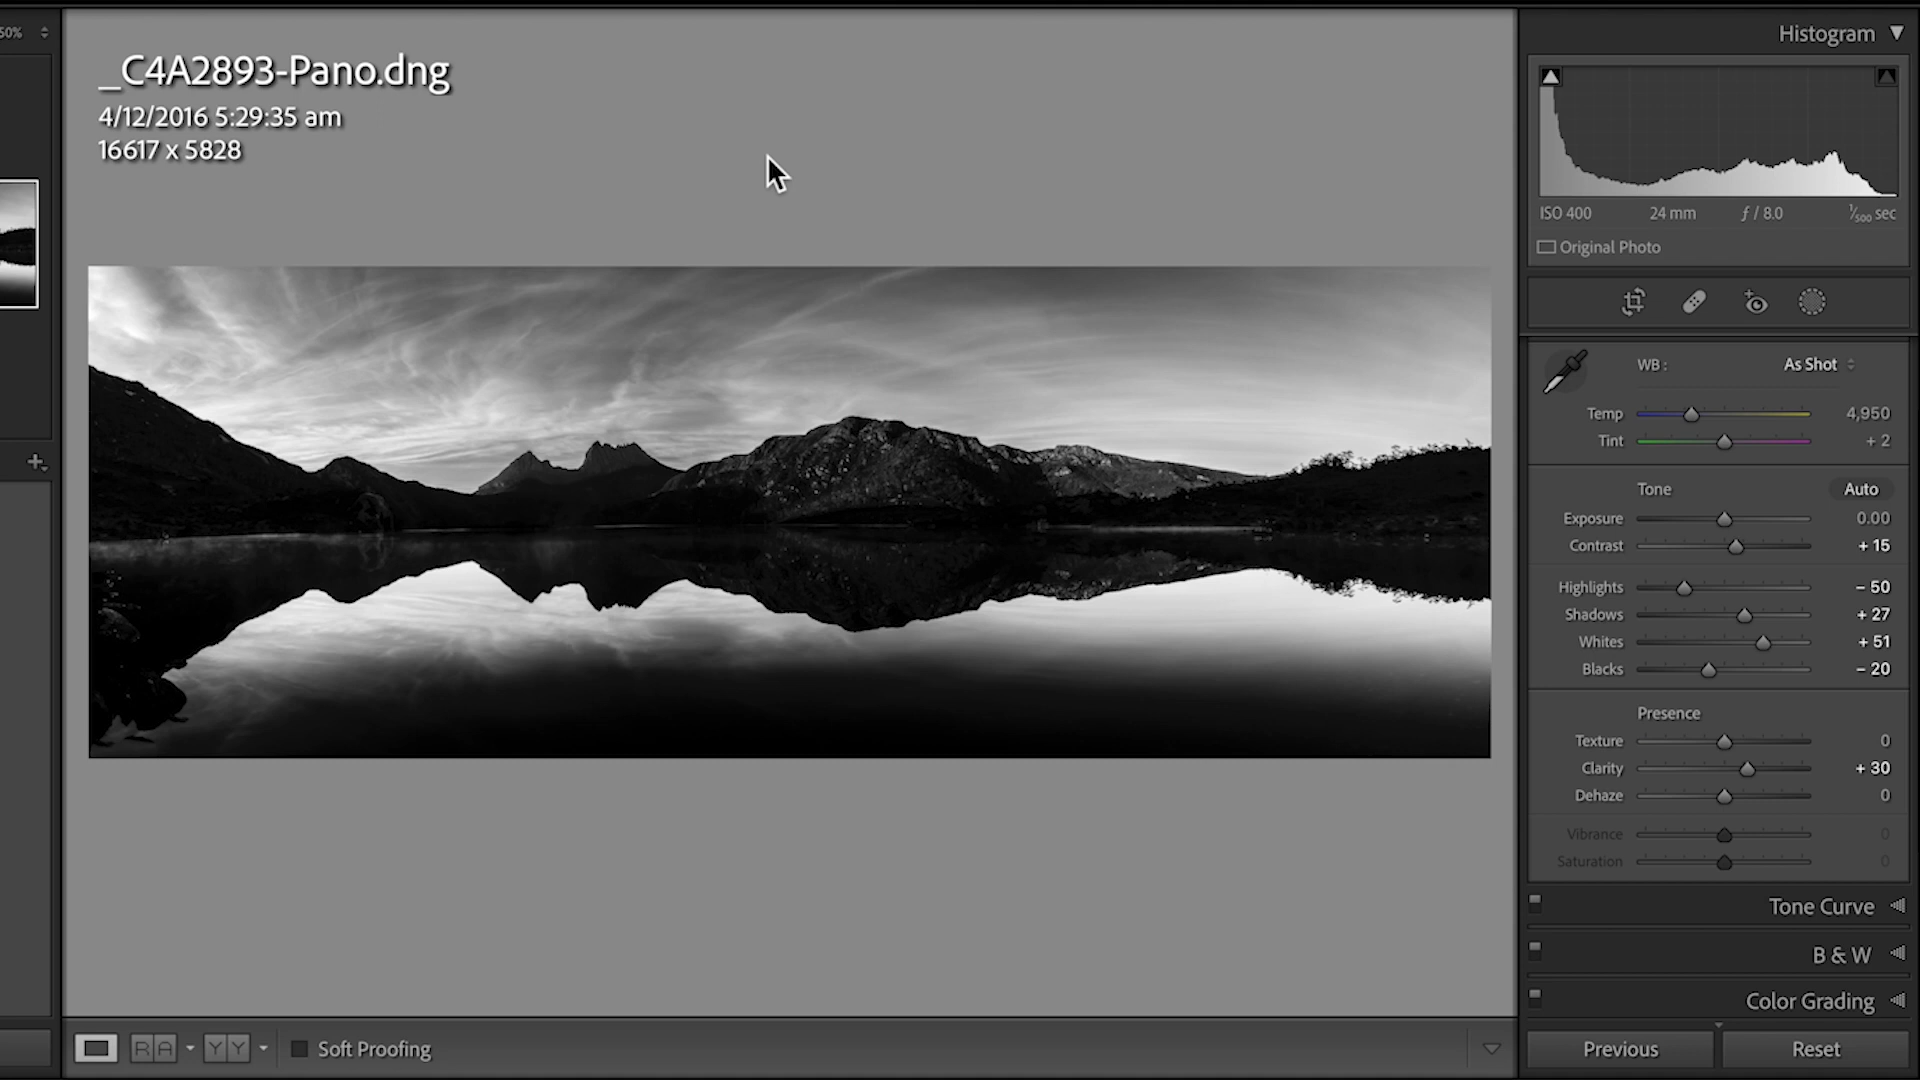 50%
_C4A2893-Pano.dng
4/12/2016 5:29:35 am
16617 x 5828
Histogram
ISO 400 24 mm ƒ / 8.0 1/500 sec
Original Photo
WB : As Shot
Temp 4,950
Tint + 2
Tone Auto
Exposure 0.00
Contrast + 15
Highlights − 50
Shadows + 27
Whites + 51
Blacks − 20
Presence
Texture 0
Clarity + 30
Dehaze 0
Vibrance 0
Saturation 0
Tone Curve
B & W
Color Grading
R A Y Y Soft Proofing
Previous Reset